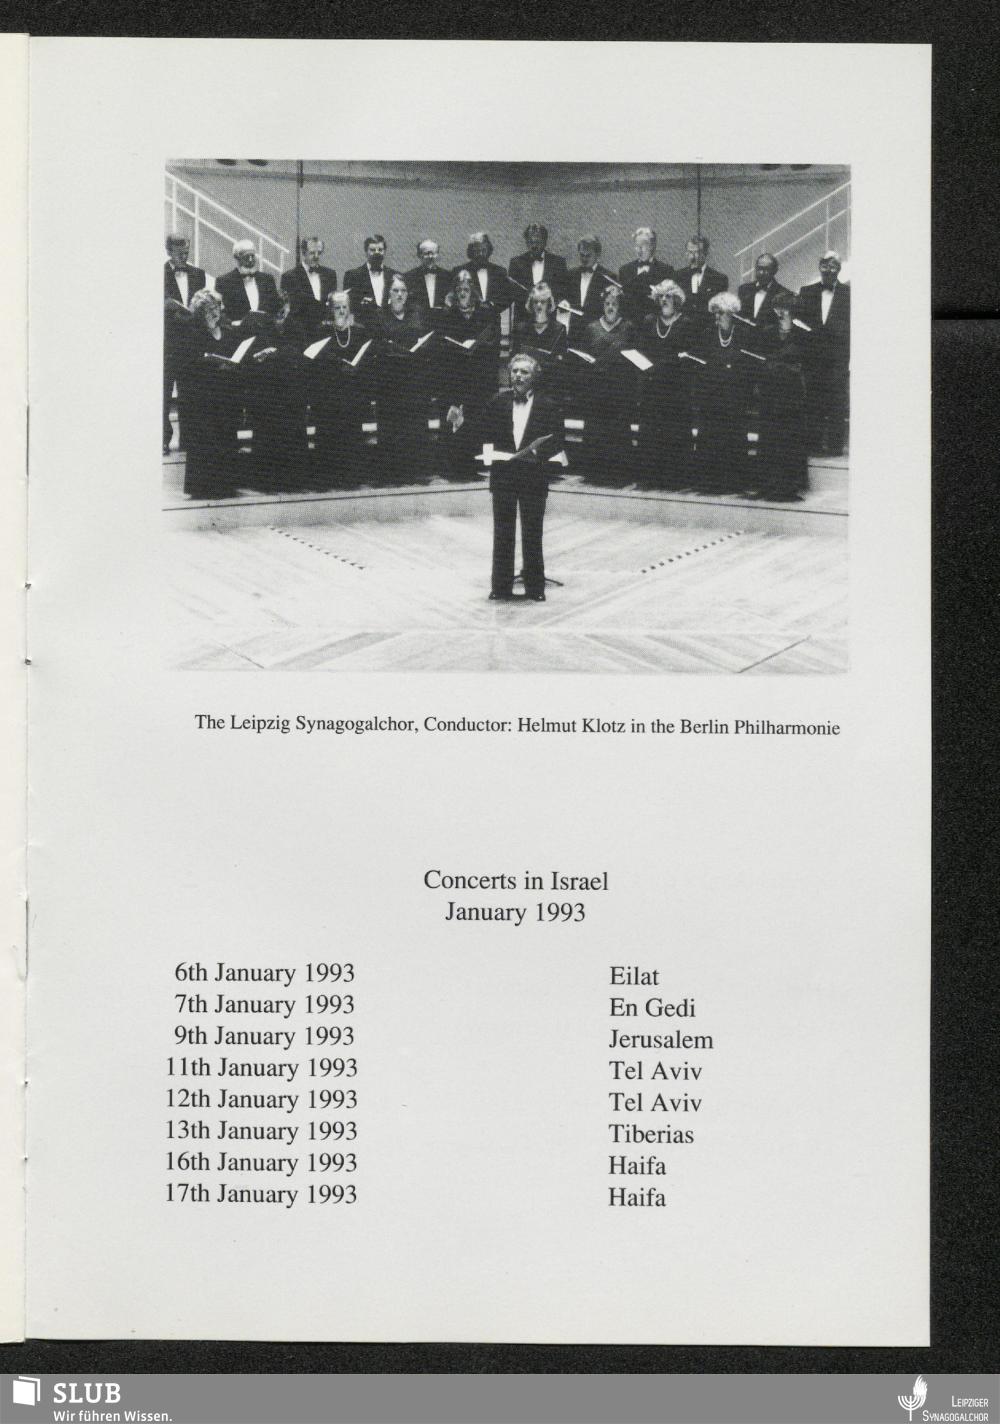 The Leipzig Synagogalchor, Conductor: Helmut Klotz in the Berlin Philharmonie
Concerts in Israel
January 1993
6th January 1993 Eilat
7th January 1993 En Gedi
9th January 1993 Jerusalem
11th January 1993 Tel Aviv
12th January 1993 Tel Aviv
13th January 1993 Tiberias
16th January 1993 Haifa
17th January 1993 Haifa
SLUB
Wir führen Wissen.
LEIPZIGER
SYNAGOGALCHOR